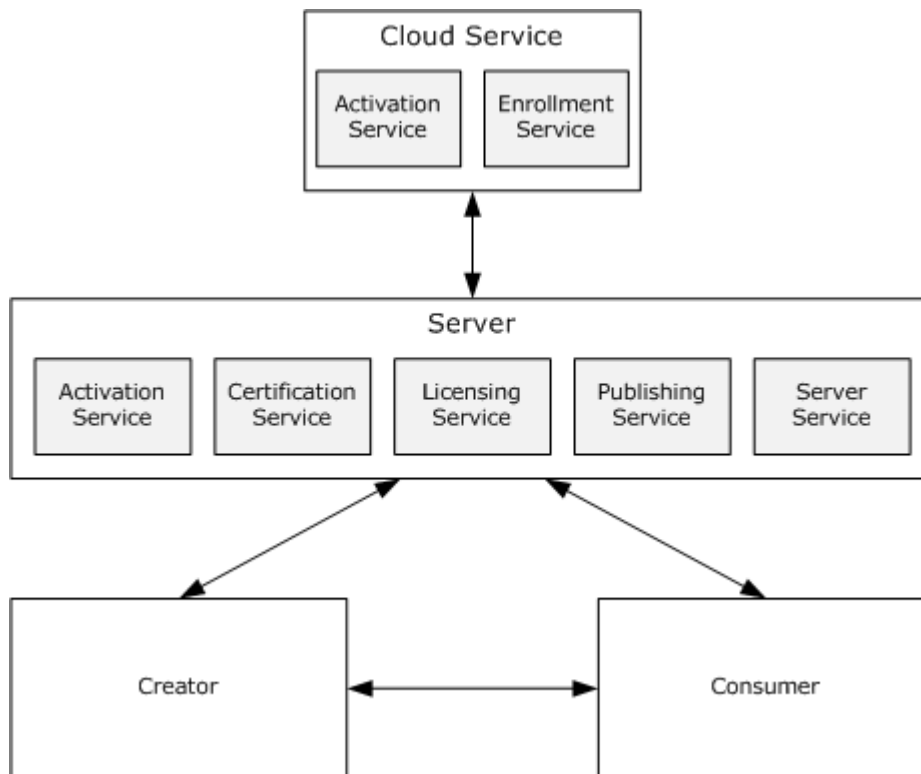 Cloud Service
Activation
Service
Enrollment
Service
Server
Activation
Service
Certification
Service
Licensing
Service
Publishing
Service
Server
Service
Creator
Consumer